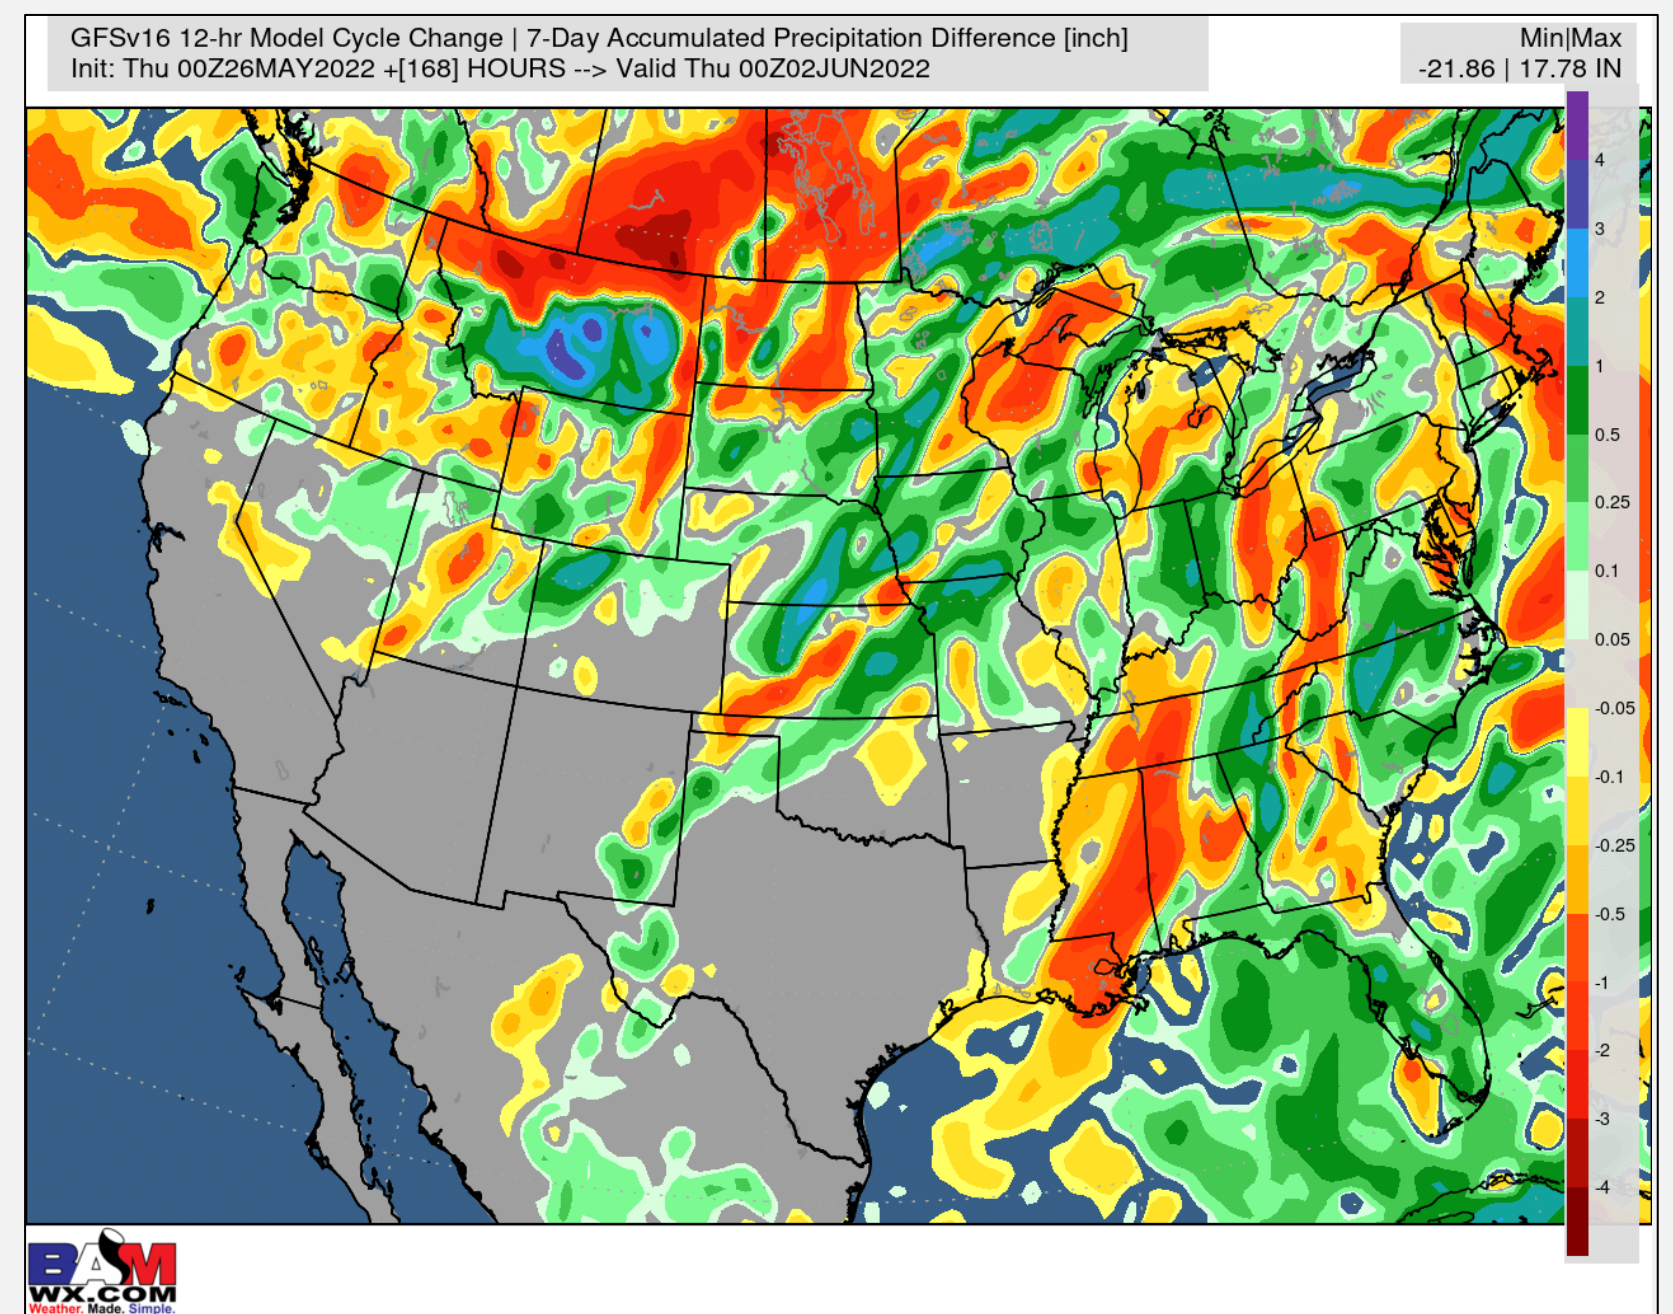 GFSv16 12-hr Model Cycle Change | 7-Day Accumulated Precipitation Difference [inch]
Init: Thu 00Z26MAY2022 +[168] HOURS --> Valid Thu 00Z02JUN2022
Min|Max
-21.86 | 17.78 IN
4
3
2
1
0.5
0.25
0.1
0.05
-0.05
-0.1
-0.25
-0.5
-1
-2
-3
-4
BAM
WX.COM
Weather. Made. Simple.